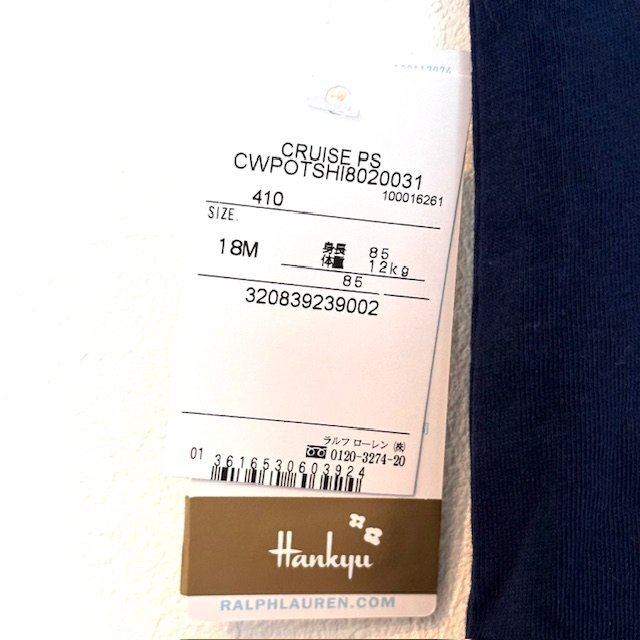 CRUISE PS
CWPOTSHI8020031
410 100016261
SIZE.
18M 身長 85
体重 12kg
85
320839239002
ラルフ ローレン ㈱
0120-3274-20
01 3616530603924
Hankyu
RALPHLAUREN.COM